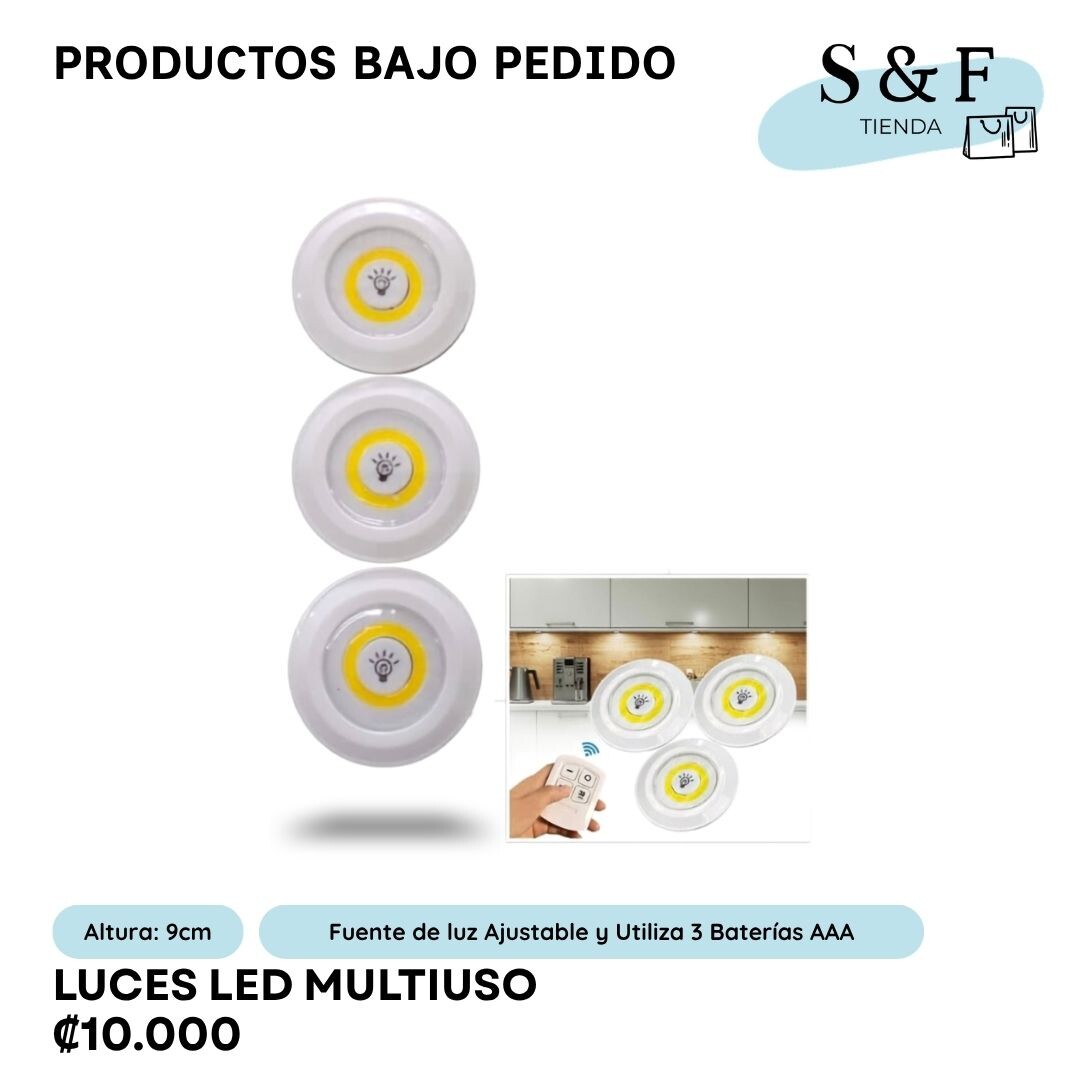 PRODUCTOS BAJO PEDIDO
S & F
TIENDA
Altura: 9cm
Fuente de luz Ajustable y Utiliza 3 Baterías AAA
LUCES LED MULTIUSO
₡10.000